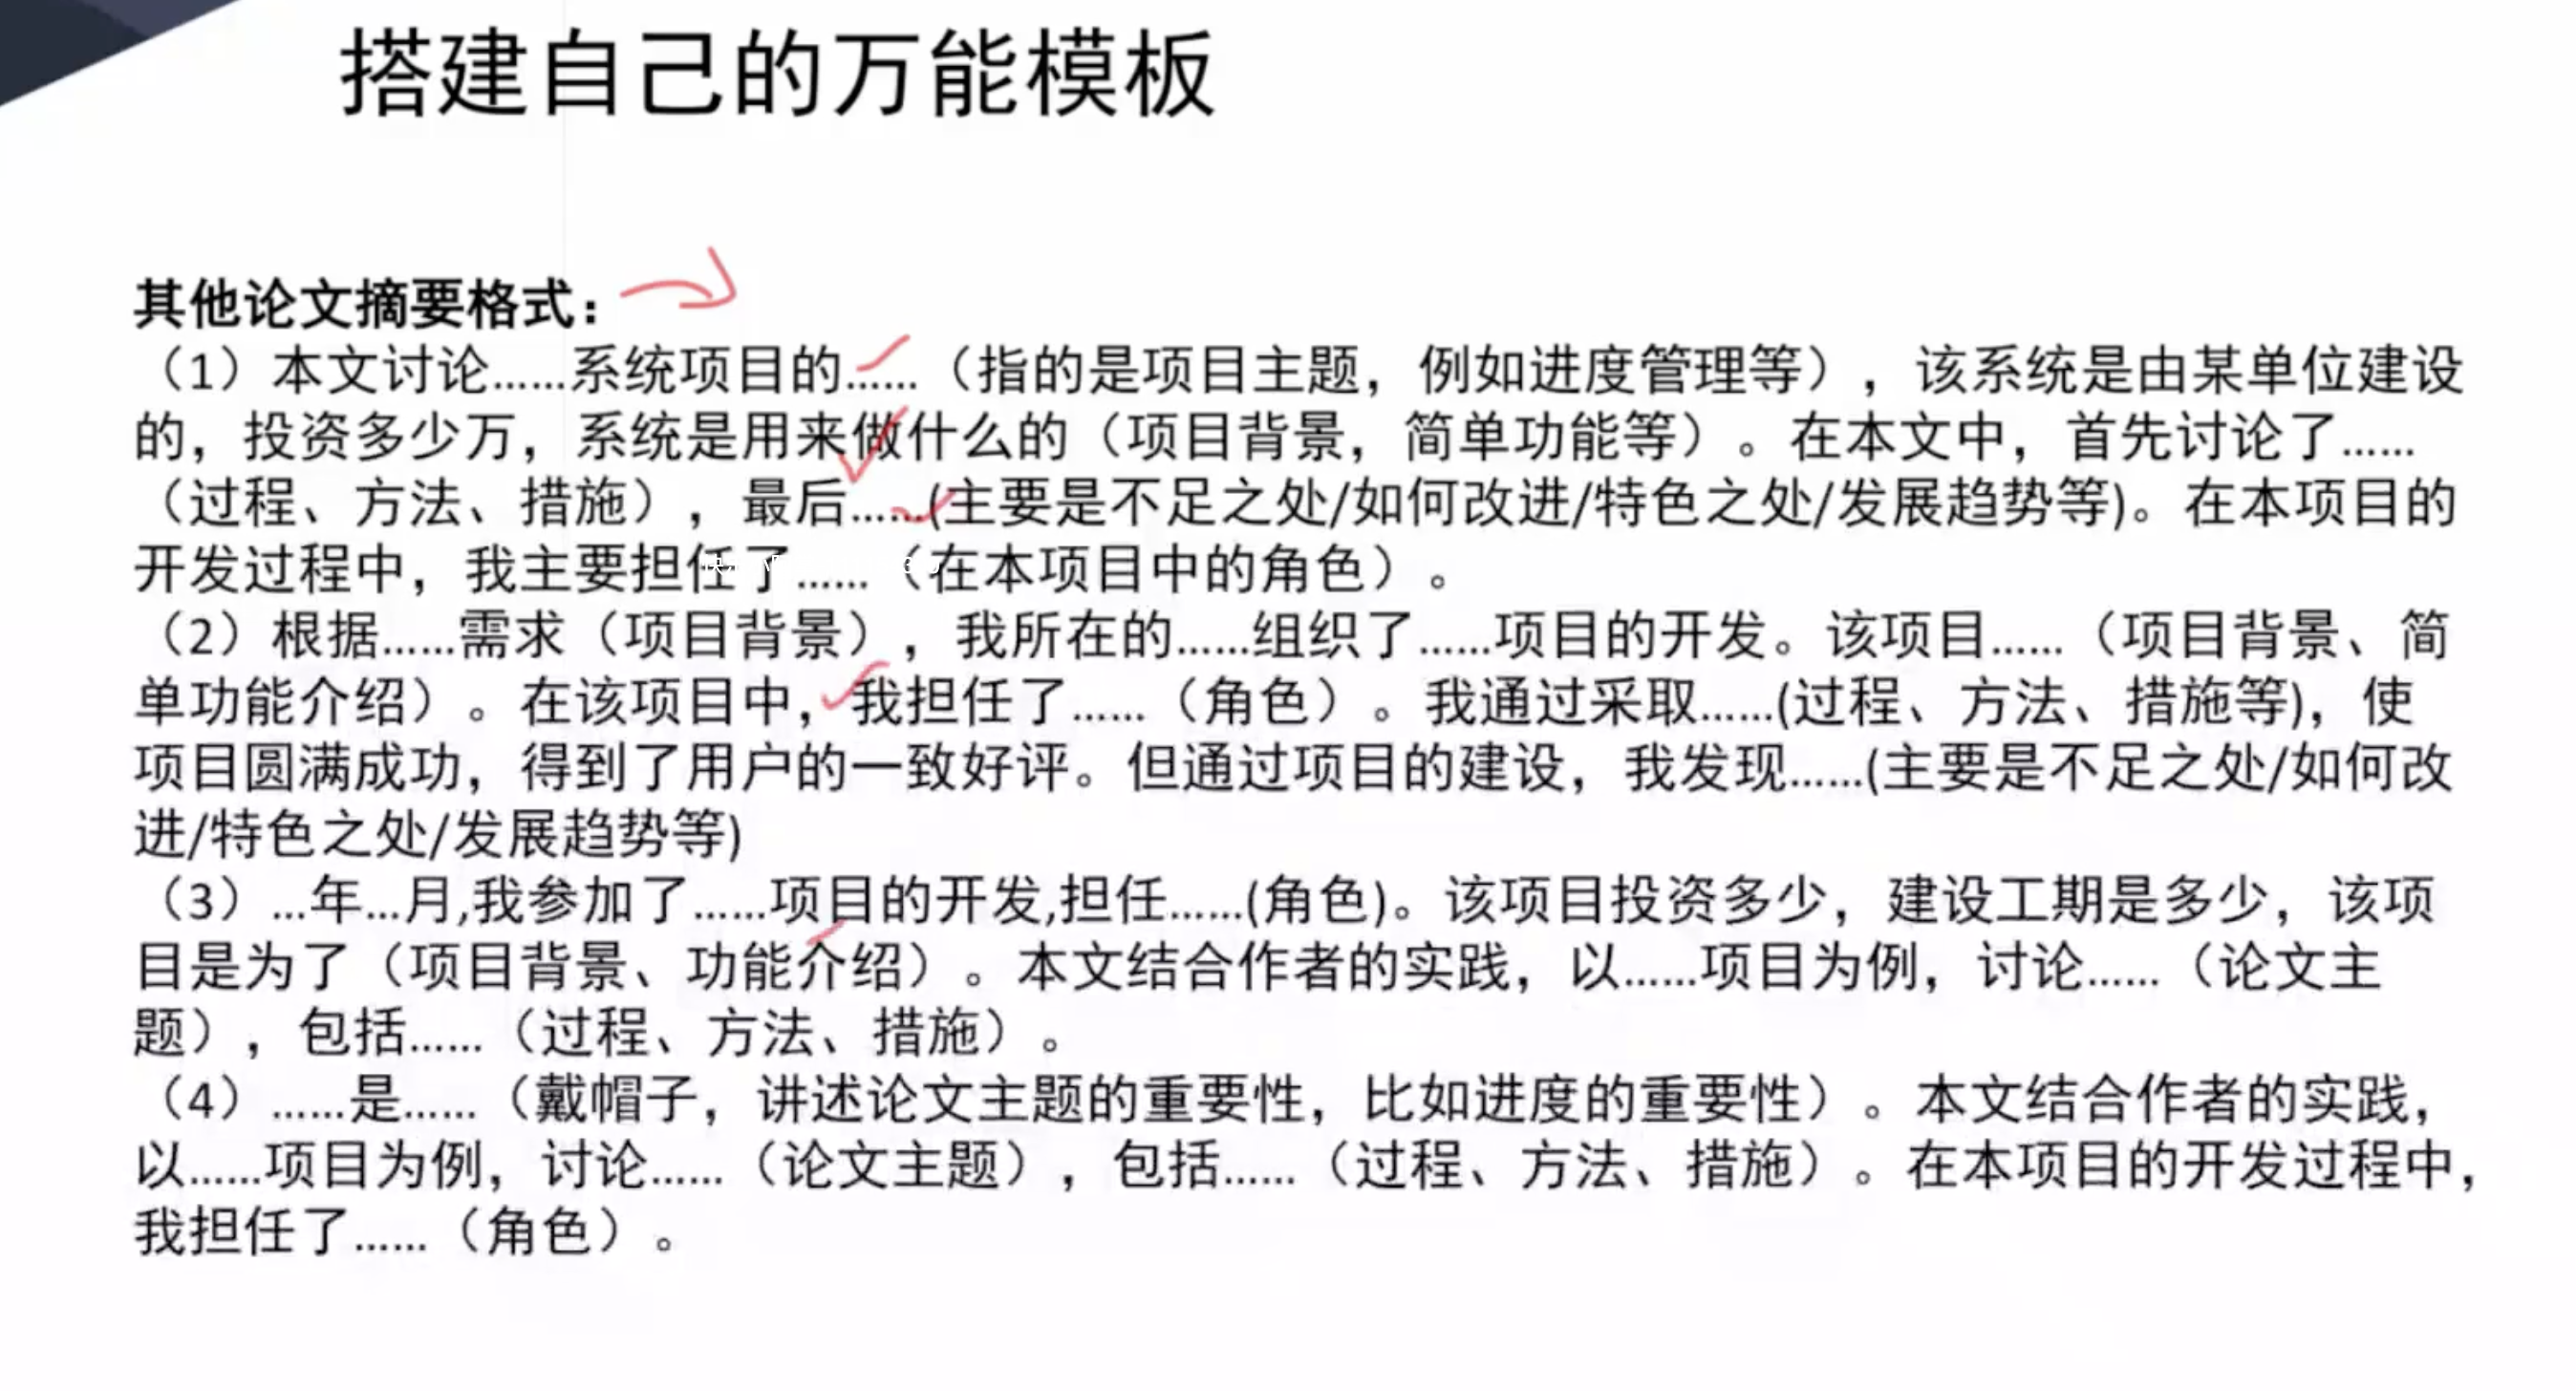 搭建自己的万能模板
其他论文摘要格式：
（1）本文讨论……系统项目的……（指的是项目主题，例如进度管理等），该系统是由某单位建设
的，投资多少万，系统是用来做什么的（项目背景，简单功能等）。在本文中，首先讨论了……
（过程、方法、措施），最后……(主要是不足之处/如何改进/特色之处/发展趋势等)。在本项目的
开发过程中，我主要担任了……（在本项目中的角色）。
（2）根据……需求（项目背景），我所在的……组织了……项目的开发。该项目……（项目背景、简
单功能介绍）。在该项目中，我担任了……（角色）。我通过采取……(过程、方法、措施等)，使
项目圆满成功，得到了用户的一致好评。但通过项目的建设，我发现……(主要是不足之处/如何改
进/特色之处/发展趋势等)
（3）…年…月,我参加了……项目的开发,担任……(角色)。该项目投资多少，建设工期是多少，该项
目是为了（项目背景、功能介绍）。本文结合作者的实践，以……项目为例，讨论……（论文主
题），包括……（过程、方法、措施）。
（4）……是……（戴帽子，讲述论文主题的重要性，比如进度的重要性）。本文结合作者的实践，
以……项目为例，讨论……（论文主题），包括……（过程、方法、措施）。在本项目的开发过程中，
我担任了……（角色）。